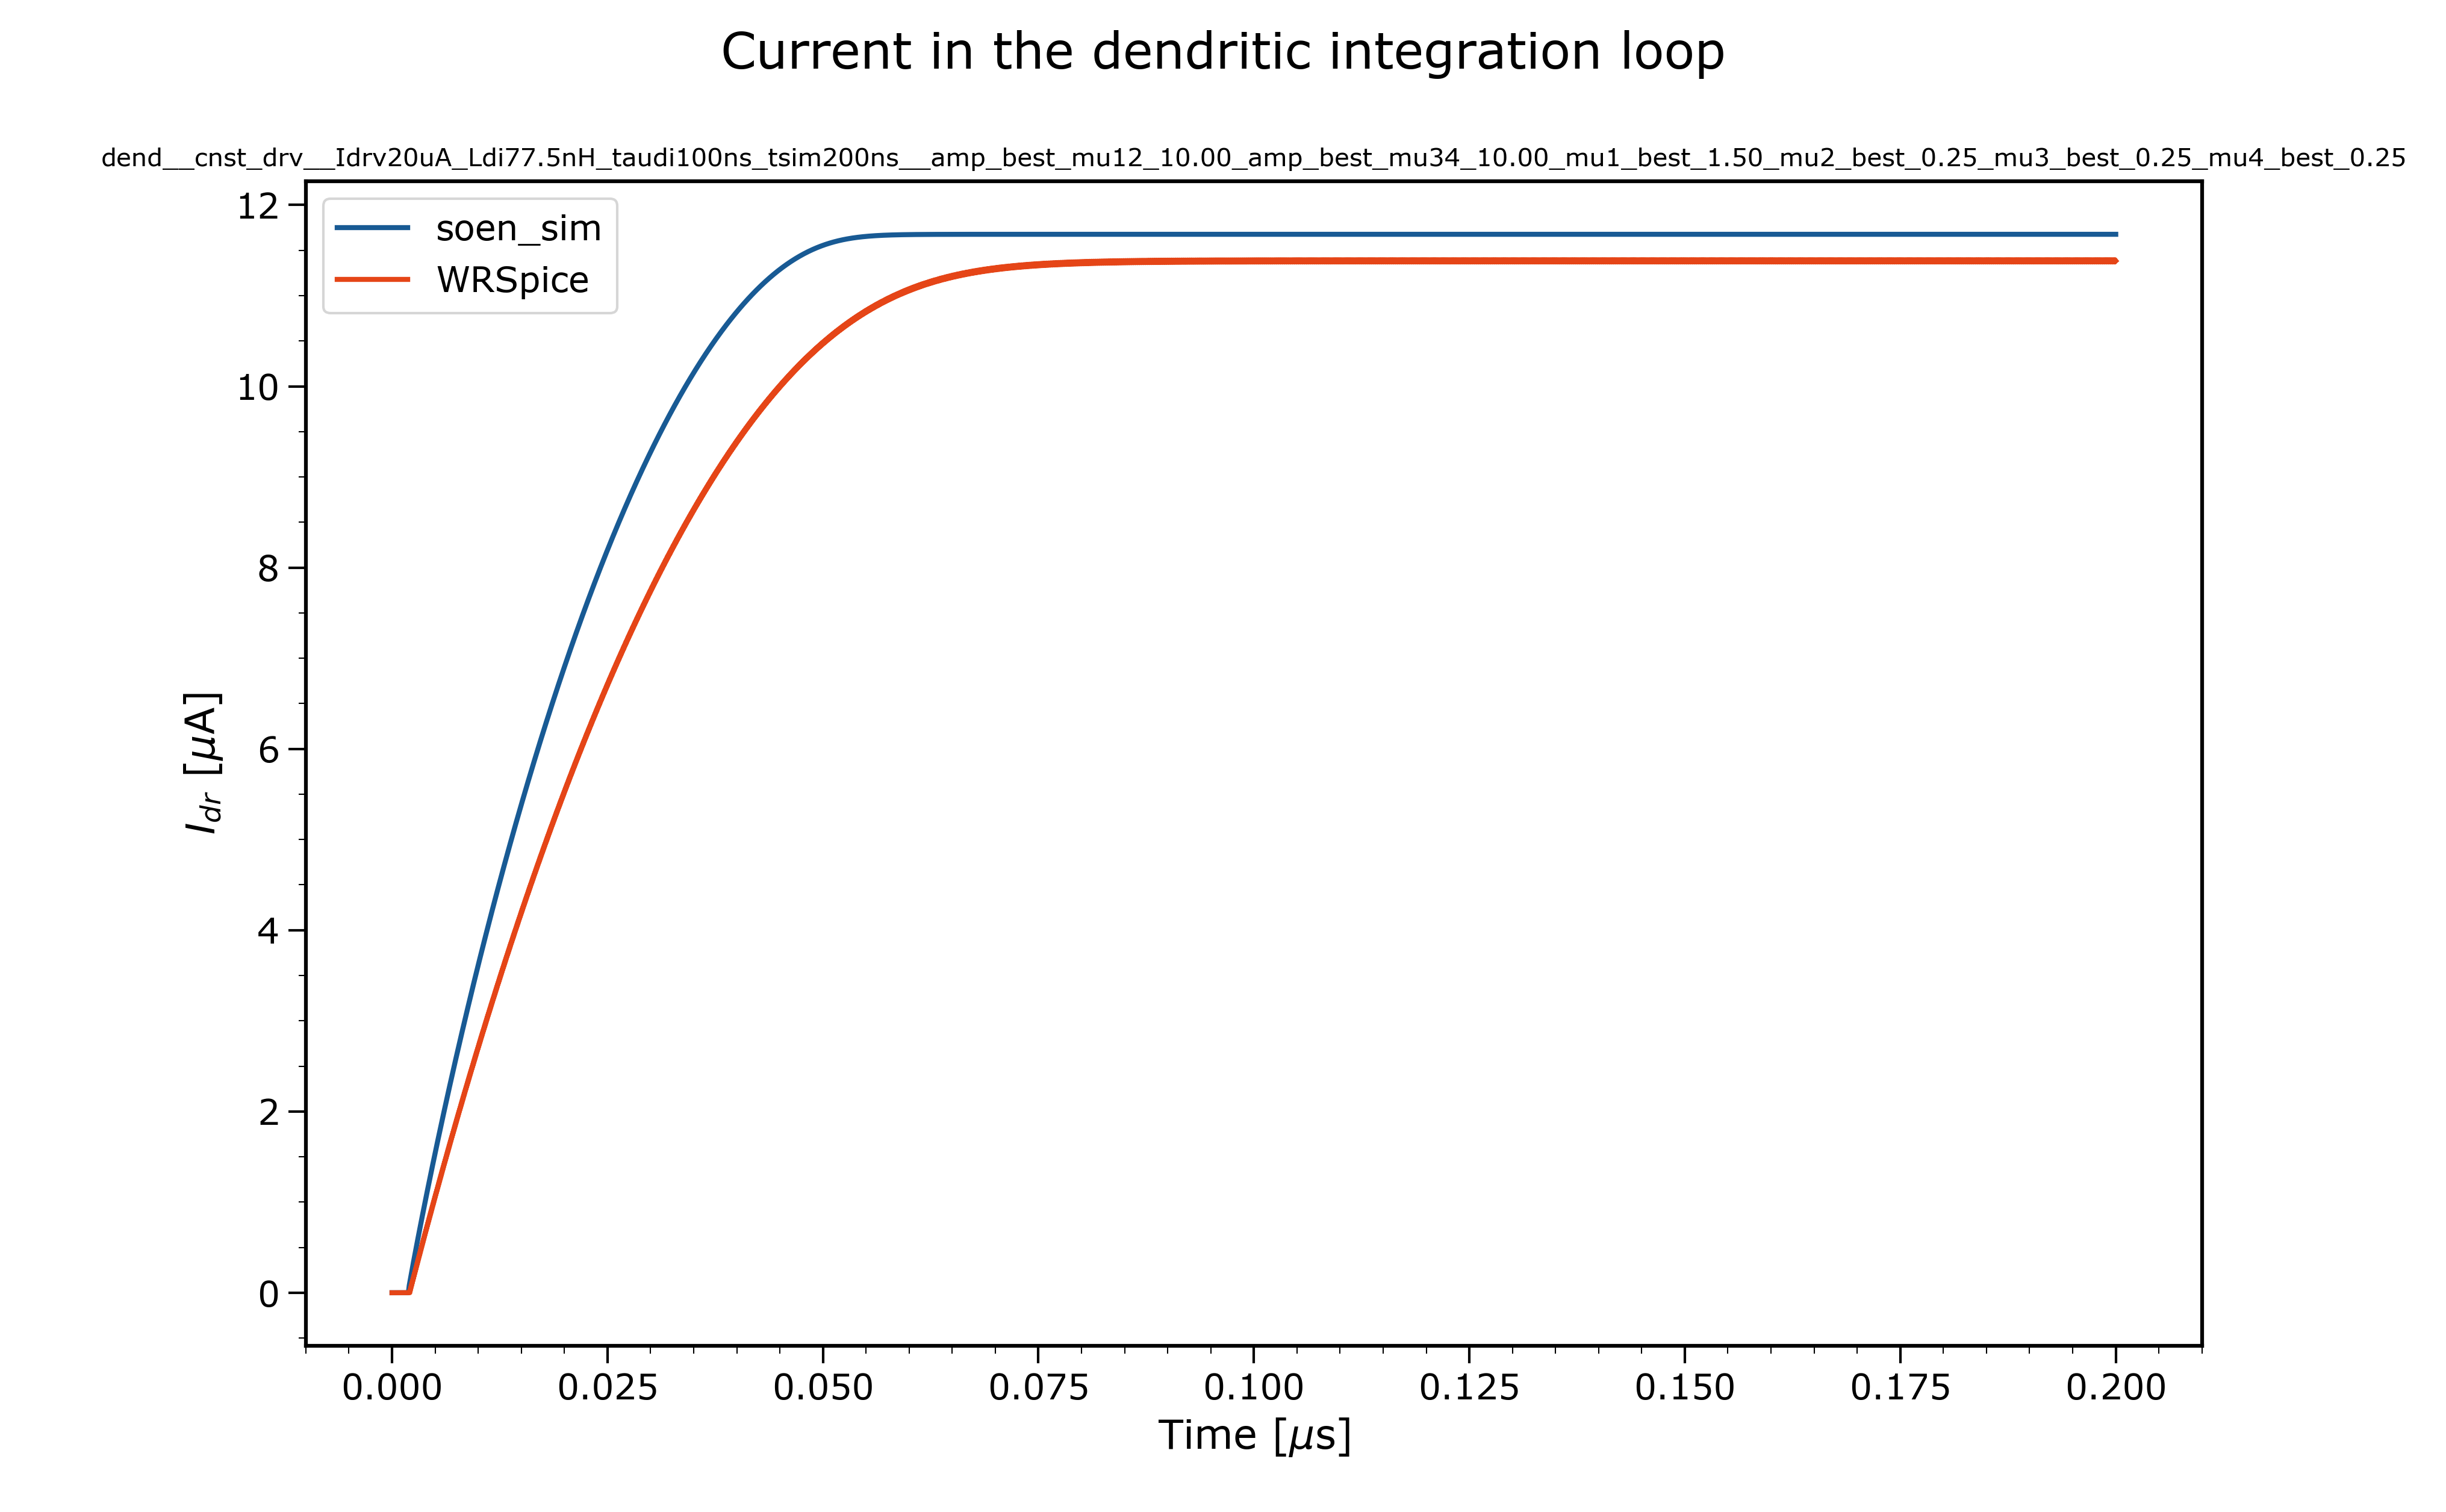 Current in the dendritic integration loop
dend__cnst_drv__Idrv20uA_Ldi77.5nH_taudi100ns_tsim200ns__amp_best_mu12_10.00_amp_best_mu34_10.00_mu1_best_1.50_mu2_best_0.25_mu3_best_0.25_mu4_best_0.25
soen_sim
WRSpice
12
10
8
6
4
2
0
I_dr [μA]
0.000 0.025 0.050 0.075 0.100 0.125 0.150 0.175 0.200
Time [μs]